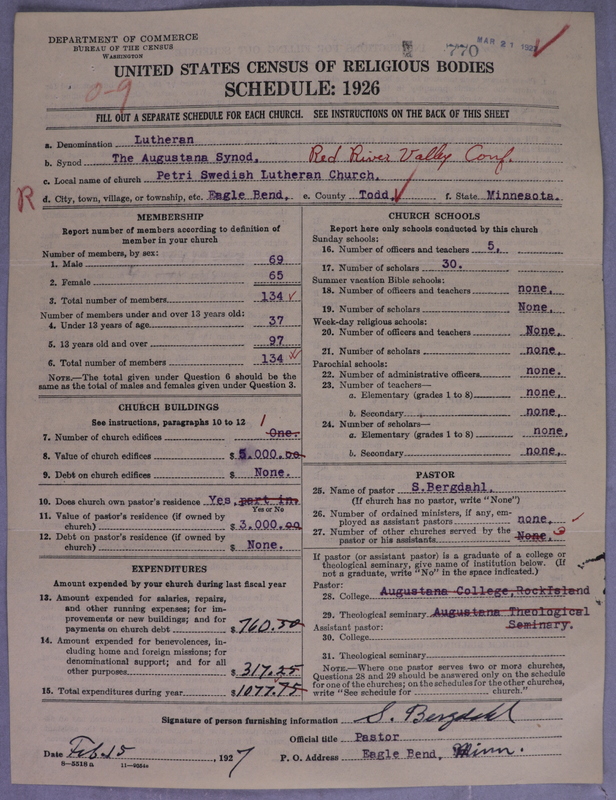 DEPARTMENT OF COMMERCE
BUREAU OF THE CENSUS
WASHINGTON
770
MAR 21 1927
UNITED STATES CENSUS OF RELIGIOUS BODIES
SCHEDULE: 1926
0-9
FILL OUT A SEPARATE SCHEDULE FOR EACH CHURCH. SEE INSTRUCTIONS ON THE BACK OF THIS SHEET
a. Denomination Lutheran
b. Synod The Augustana Synod, Red River Valley Conf.
c. Local name of church Petri Swedish Lutheran Church,
R d. City, town, village, or township, etc. Eagle Bend, e. County Todd, f. State Minnesota.
MEMBERSHIP
Report number of members according to definition of
member in your church
Number of members, by sex:
1. Male 69
2. Female 65
3. Total number of members 134
Number of members under and over 13 years old:
4. Under 13 years of age 37
5. 13 years old and over 97
6. Total number of members 134
NOTE.—The total given under Question 6 should be the
same as the total of males and females given under Question 3.
CHURCH BUILDINGS
See instructions, paragraphs 10 to 12 1
7. Number of church edifices One.
8. Value of church edifices $ 5,000.00
9. Debt on church edifices $ None.
10. Does church own pastor's residence Yes, part in.
Yes or No
11. Value of pastor's residence (if owned by
church) $ 3,000.00
12. Debt on pastor's residence (if owned by
church) $ None.
EXPENDITURES
Amount expended by your church during last fiscal year
13. Amount expended for salaries, repairs,
and other running expenses; for im-
provements or new buildings; and for
payments on church debt $ 760.50
14. Amount expended for benevolences, in-
cluding home and foreign missions; for
denominational support; and for all
other purposes $ 317.25
15. Total expenditures during year $ 1077.75
CHURCH SCHOOLS
Report here only schools conducted by this church
Sunday schools:
16. Number of officers and teachers 5,
17. Number of scholars 30.
Summer vacation Bible schools:
18. Number of officers and teachers none,
19. Number of scholars None,
Week-day religious schools:
20. Number of officers and teachers None,
21. Number of scholars none,
Parochial schools:
22. Number of administrative officers none.
23. Number of teachers—
a. Elementary (grades 1 to 8) none,
b. Secondary none,
24. Number of scholars—
a. Elementary (grades 1 to 8) none,
b. Secondary none,
PASTOR
25. Name of pastor S.Bergdahl,
(If church has no pastor, write "None")
26. Number of ordained ministers, if any, em-
ployed as assistant pastors none,
27. Number of other churches served by the
pastor or his assistants None,
If pastor (or assistant pastor) is a graduate of a college or
theological seminary, give name of institution below. (If
not a graduate, write "No" in the space indicated.)
Pastor:
28. College Augustana College,RockIsland
29. Theological seminary Augustana Theological
Seminary.
Assistant pastor:
30. College
31. Theological seminary
NOTE.—Where one pastor serves two or more churches,
Questions 28 and 29 should be answered only on the schedule
for one of the churches; on the schedules for the other churches,
write "See schedule for church."
Signature of person furnishing information S. Bergdahl
Official title Pastor
Date Feb. 15, 1927 P. O. Address Eagle Bend, Minn.
8-5518a